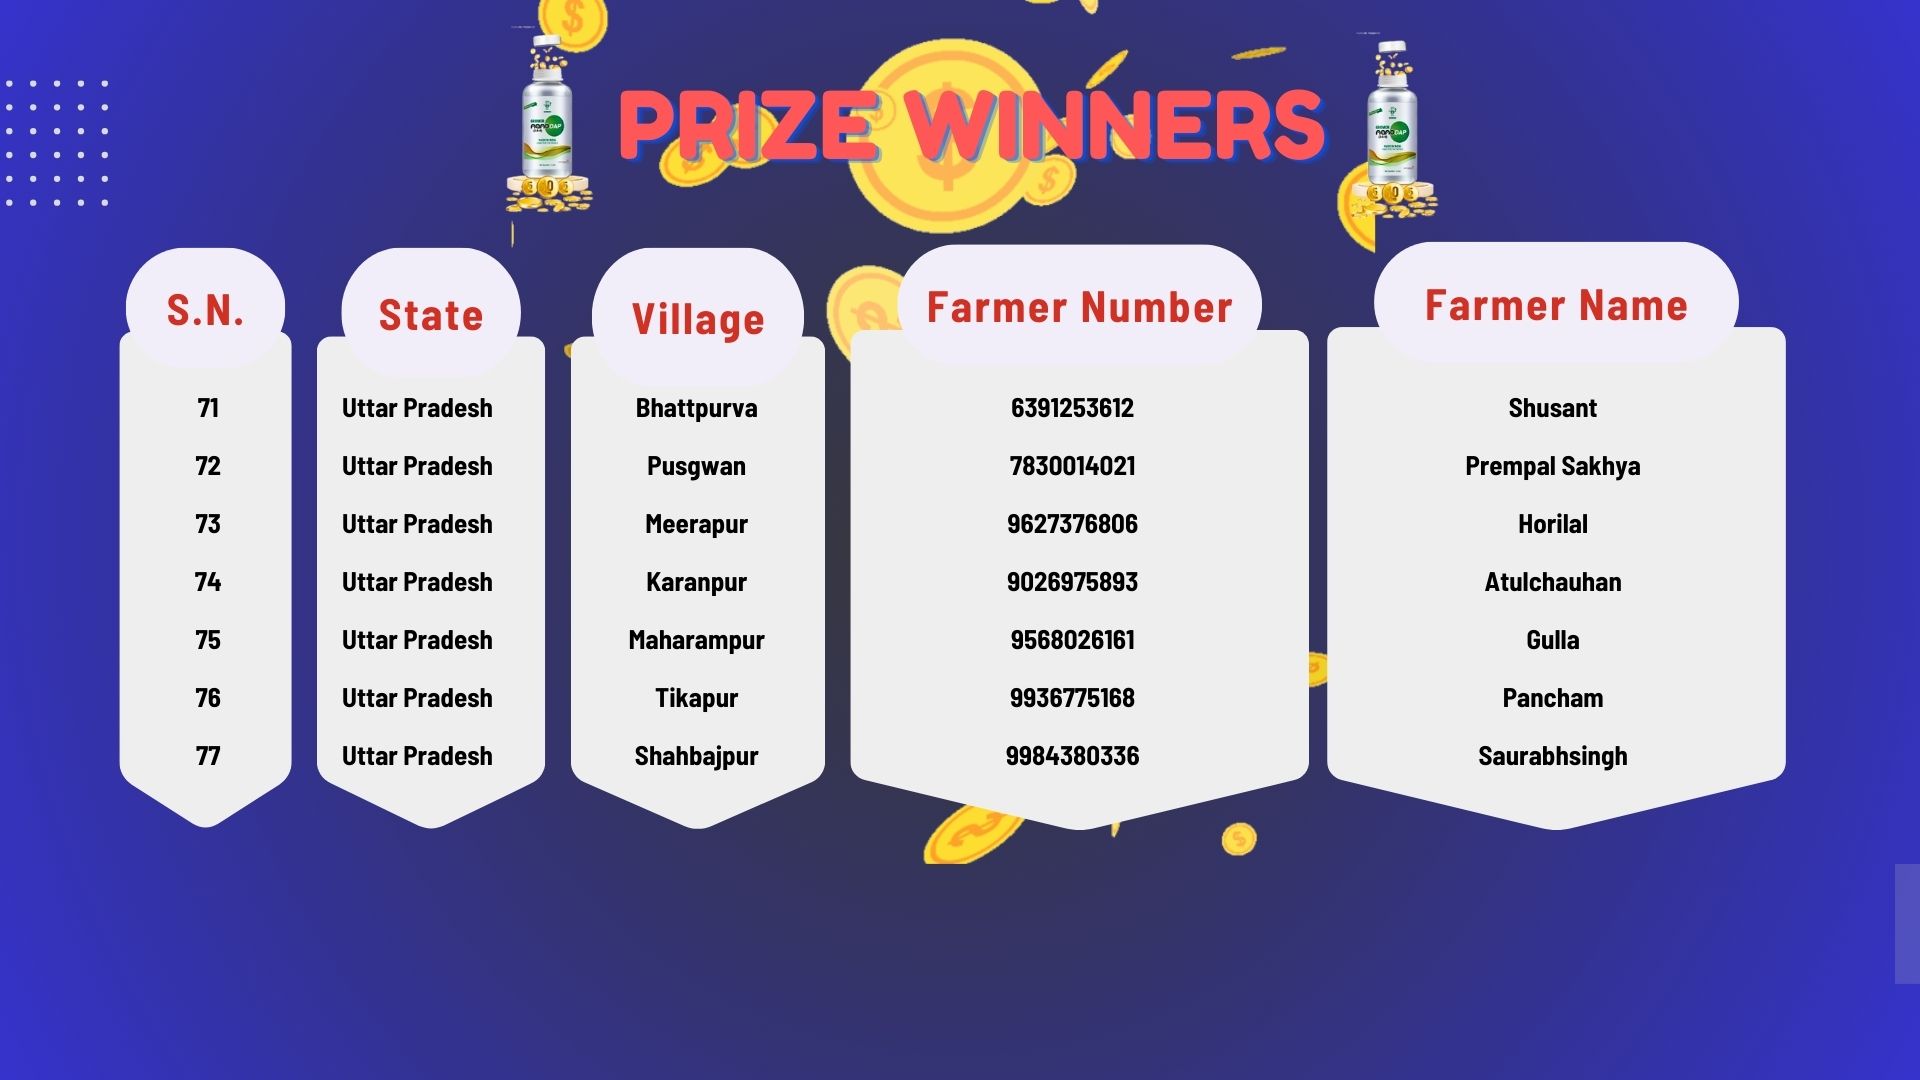 PRIZE WINNERS
S.N. State Village Farmer Number Farmer Name
71 Uttar Pradesh Bhattpurva 6391253612 Shusant
72 Uttar Pradesh Pusgwan 7830014021 Prempal Sakhya
73 Uttar Pradesh Meerapur 9627376806 Horilal
74 Uttar Pradesh Karanpur 9026975893 Atulchauhan
75 Uttar Pradesh Maharampur 9568026161 Gulla
76 Uttar Pradesh Tikapur 9936775168 Pancham
77 Uttar Pradesh Shahbajpur 9984380336 Saurabhsingh